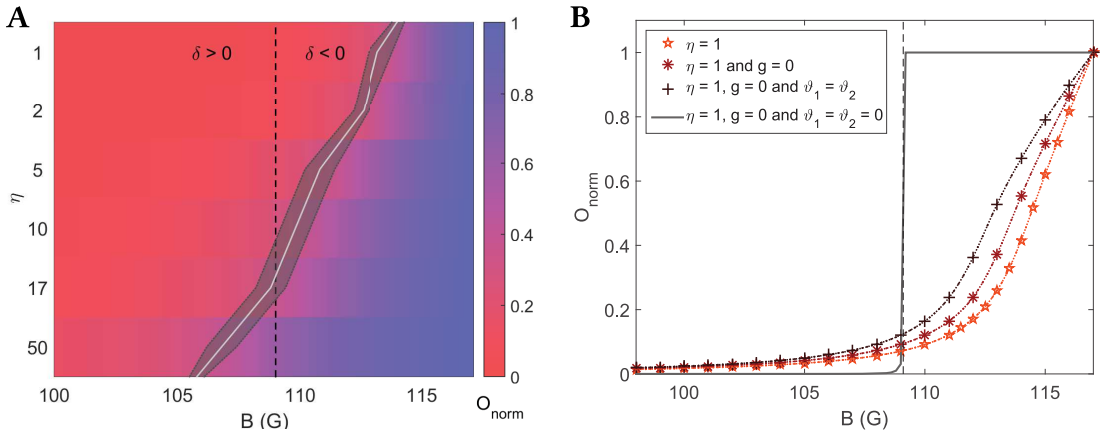 A
δ > 0
δ < 0
η
1
2
5
10
17
50
100
105
110
115
B (G)
1
0.8
0.6
0.4
0.2
0
O_norm
B
η = 1
η = 1 and g = 0
η = 1, g = 0 and ϑ₁ = ϑ₂
η = 1, g = 0 and ϑ₁ = ϑ₂ = 0
O_norm
1
0.8
0.6
0.4
0.2
0
100
105
110
115
B (G)